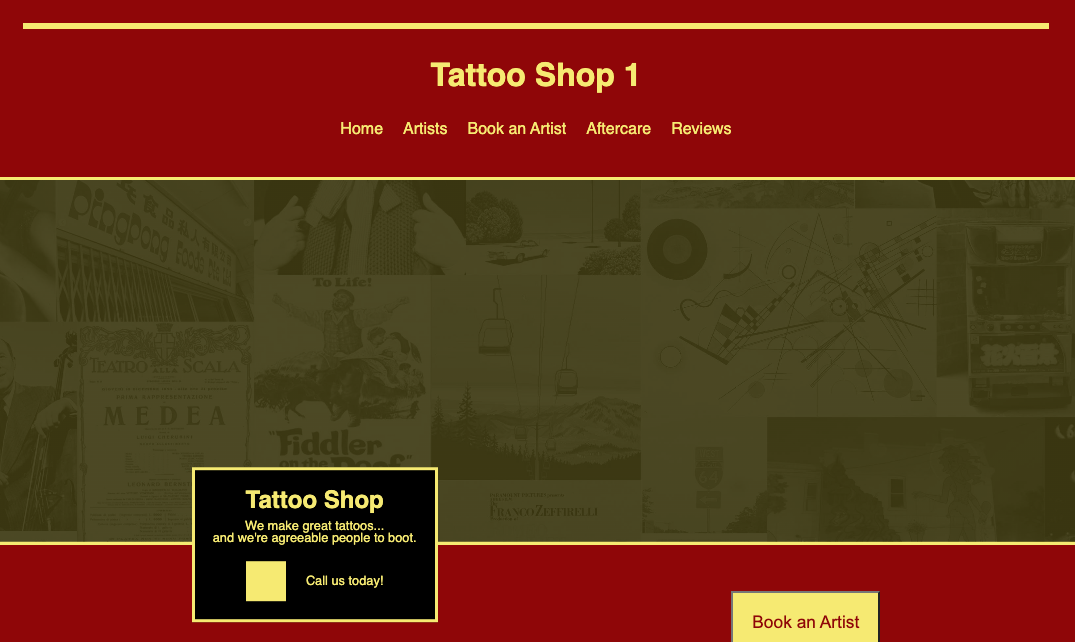 Tattoo Shop 1
Home Artists Book an Artist Aftercare Reviews
pingpong foods
To Life!
TEATRO ALLA SCALA
MEDEA
"Fiddler
on the Roof"
FRANCO ZEFFIRELLI
Tattoo Shop
We make great tattoos...
and we're agreeable people to boot.
Call us today!
Book an Artist